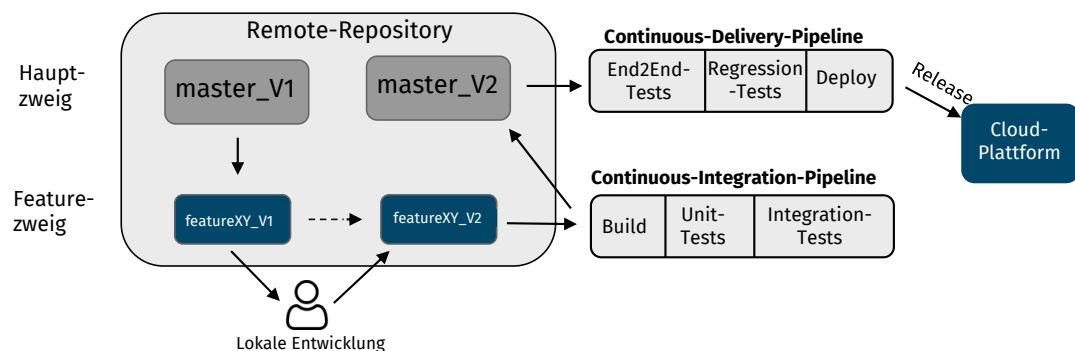 Remote-Repository
Haupt-
zweig
master_V1
master_V2
Continuous-Delivery-Pipeline
End2End-
Tests
Regression
-Tests
Deploy
Release
Cloud-
Plattform
Feature-
zweig
featureXY_V1
featureXY_V2
Continuous-Integration-Pipeline
Build
Unit-
Tests
Integration-
Tests
Lokale Entwicklung